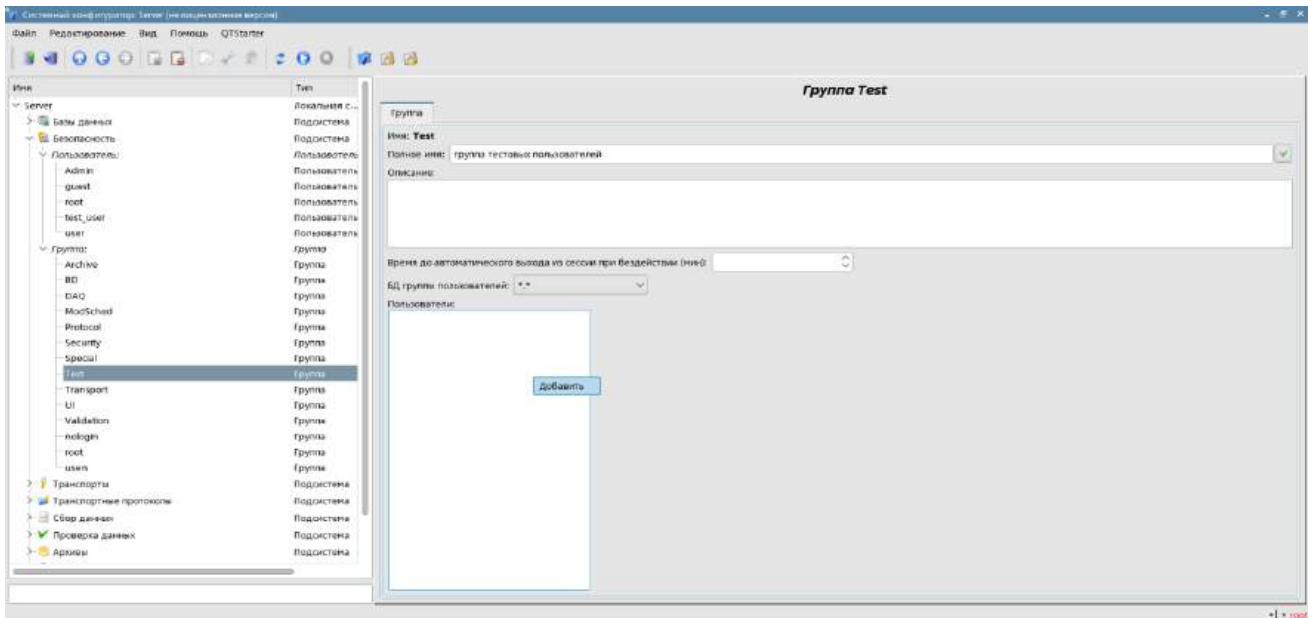 Системный конфигуратор: Server (не лицензионная версия)
Файл Редактирование Вид Помощь QTStarter
Имя Тип
Server Локальная с...
Базы данных Подсистема
Безопасность Подсистема
Пользователь: Пользователь
Admin Пользователь
guest Пользователь
root Пользователь
test_user Пользователь
user Пользователь
Группа: Группа
Archive Группа
BD Группа
DAQ Группа
ModSched Группа
Protocol Группа
Security Группа
Special Группа
Test Группа
Transport Группа
UI Группа
Validation Группа
nologin Группа
root Группа
users Группа
Транспорты Подсистема
Транспортные протоколы Подсистема
Сбор данных Подсистема
Проверка данных Подсистема
Архивы Подсистема
Группа Test
Группа
Имя: Test
Полное имя: группа тестовых пользователей
Описание:
Время до автоматического выхода из сессии при бездействии (мин):
БД группы пользователей: *.*
Пользователи:
Добавить
root